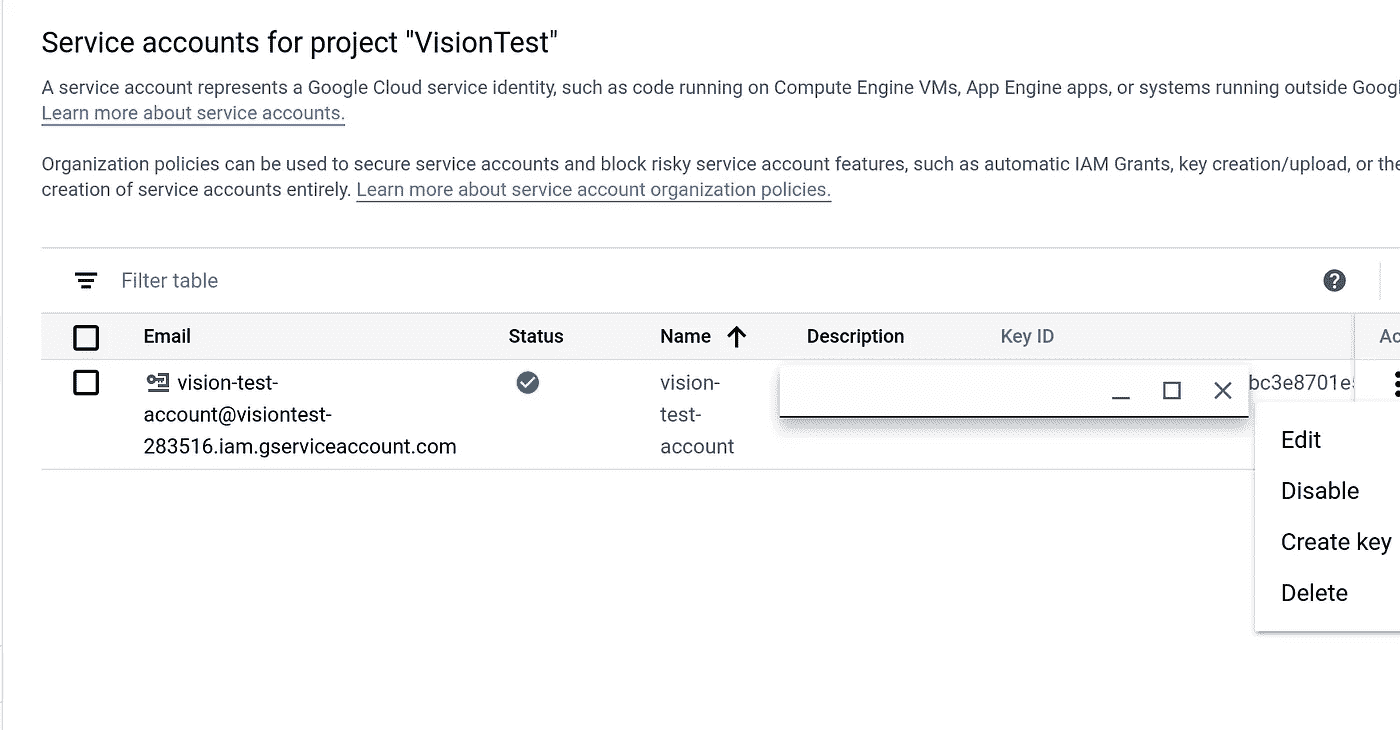 Service accounts for project "VisionTest"
A service account represents a Google Cloud service identity, such as code running on Compute Engine VMs, App Engine apps, or systems running outside Googl
Learn more about service accounts.
Organization policies can be used to secure service accounts and block risky service account features, such as automatic IAM Grants, key creation/upload, or the
creation of service accounts entirely. Learn more about service account organization policies.
Filter table
Email Status Name Description Key ID Ac
vision-test- vision- bc3e8701e
account@visiontest- test-
283516.iam.gserviceaccount.com account
Edit
Disable
Create key
Delete